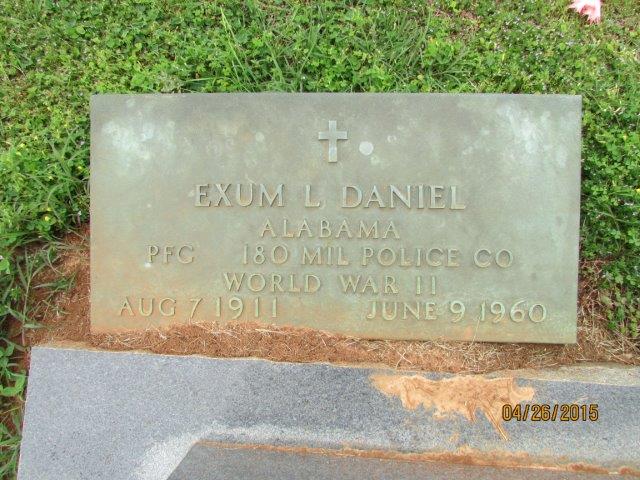 EXUM L DANIEL
ALABAMA
PFG 180 MIL POLICE CO
WORLD WAR II
AUG 7 1911 JUNE 9 1960
04/26/2015